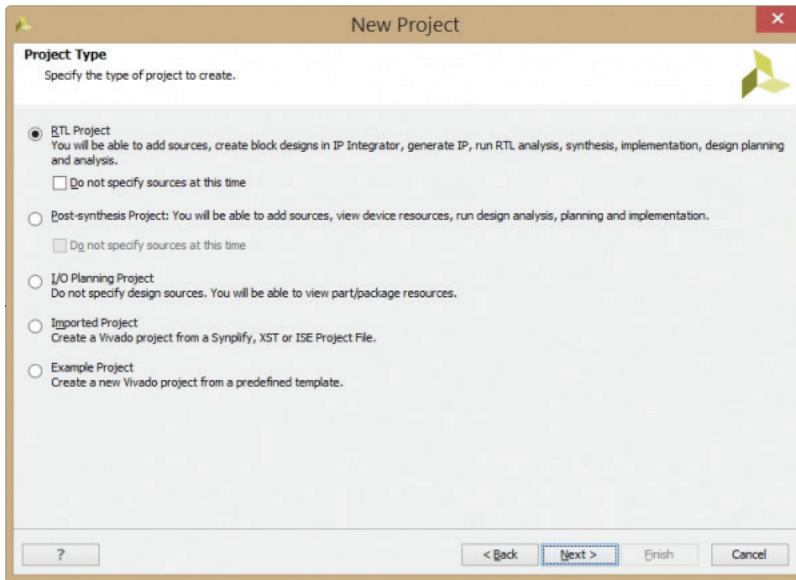 New Project
Project Type
Specify the type of project to create.
RTL Project
You will be able to add sources, create block designs in IP Integrator, generate IP, run RTL analysis, synthesis, implementation, design planning
and analysis.
Do not specify sources at this time
Post-synthesis Project: You will be able to add sources, view device resources, run design analysis, planning and implementation.
Do not specify sources at this time
I/O Planning Project
Do not specify design sources. You will be able to view part/package resources.
Imported Project
Create a Vivado project from a Synplify, XST or ISE Project File.
Example Project
Create a new Vivado project from a predefined template.
? < Back Next > Finish Cancel